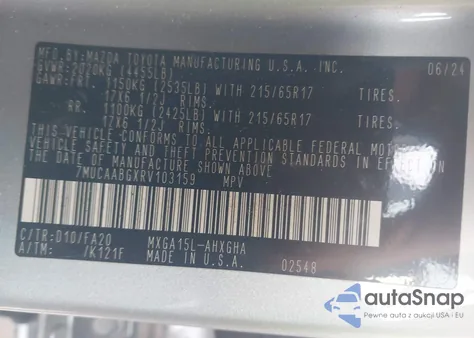 MFD.BY:MAZDA TOYOTA MANUFACTURING U.S.A., INC. 06/24
GVWR:2020KG (4455LB)
GAWR:FRT. 1150KG (2535LB) WITH 215/65R17 TIRES.
17X6 1/2J RIMS.
RR. 1100KG (2425LB) WITH 215/65R17 TIRES.
17X6 1/2J RIMS.
THIS VEHICLE CONFORMS TO ALL APPLICABLE FEDERAL MOTOR
VEHICLE SAFETY AND THEFT PREVENTION STANDARDS IN EFFECT ON
THE DATE OF MANUFACTURE SHOWN ABOVE.
7MUCAABGXRV103159 MPV
C/TR:D10/FA20 MXGA15L-AHXGHA
A/TM: /K121F MADE IN U.S.A. 02548
autoSnap
Pewne auta z aukcji USA i EU